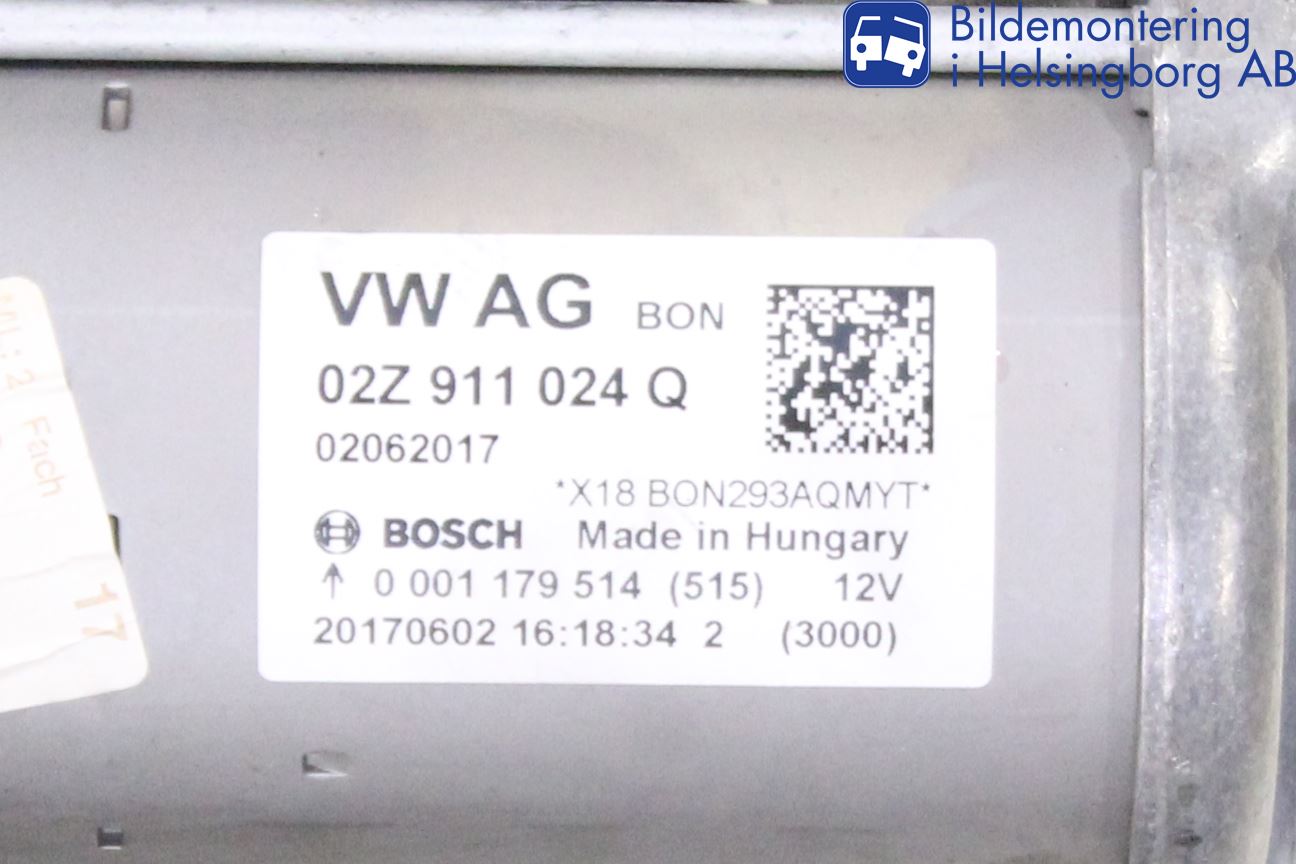 Bildemontering
i Helsingborg AB
VW AG BON
02Z 911 024 Q
02062017
*X18 BON293AQMYT*
BOSCH Made in Hungary
0 001 179 514 (515) 12V
20170602 16:18:34 2 (3000)
Fach
17